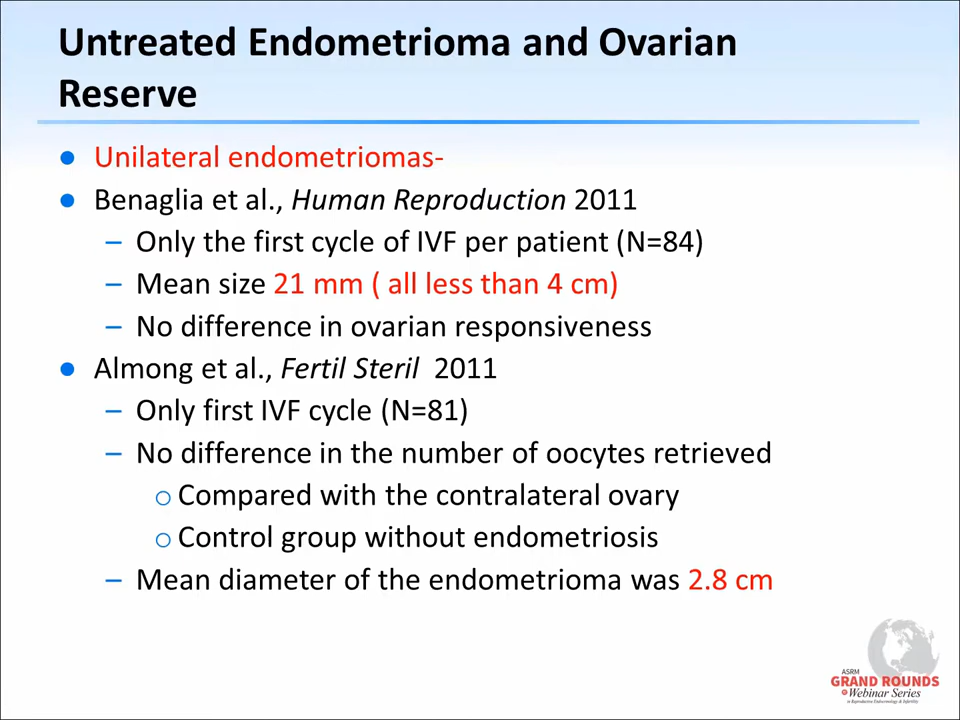 Untreated Endometrioma and Ovarian
Reserve
● Unilateral endometriomas-
● Benaglia et al., Human Reproduction 2011
– Only the first cycle of IVF per patient (N=84)
– Mean size 21 mm ( all less than 4 cm)
– No difference in ovarian responsiveness
● Almong et al., Fertil Steril 2011
– Only first IVF cycle (N=81)
– No difference in the number of oocytes retrieved
o Compared with the contralateral ovary
o Control group without endometriosis
– Mean diameter of the endometrioma was 2.8 cm
ASRM
GRAND ROUNDS
Webinar Series
in Reproductive Endocrinology & Infertility